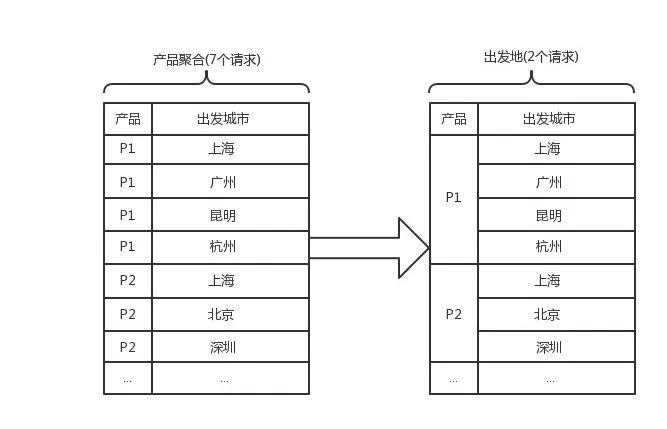 产品聚合(7个请求)
产品 出发城市
P1 上海
P1 广州
P1 昆明
P1 杭州
P2 上海
P2 北京
P2 深圳
... ...
出发地(2个请求)
产品 出发城市
P1
上海
广州
昆明
杭州
P2
上海
北京
深圳
... ...